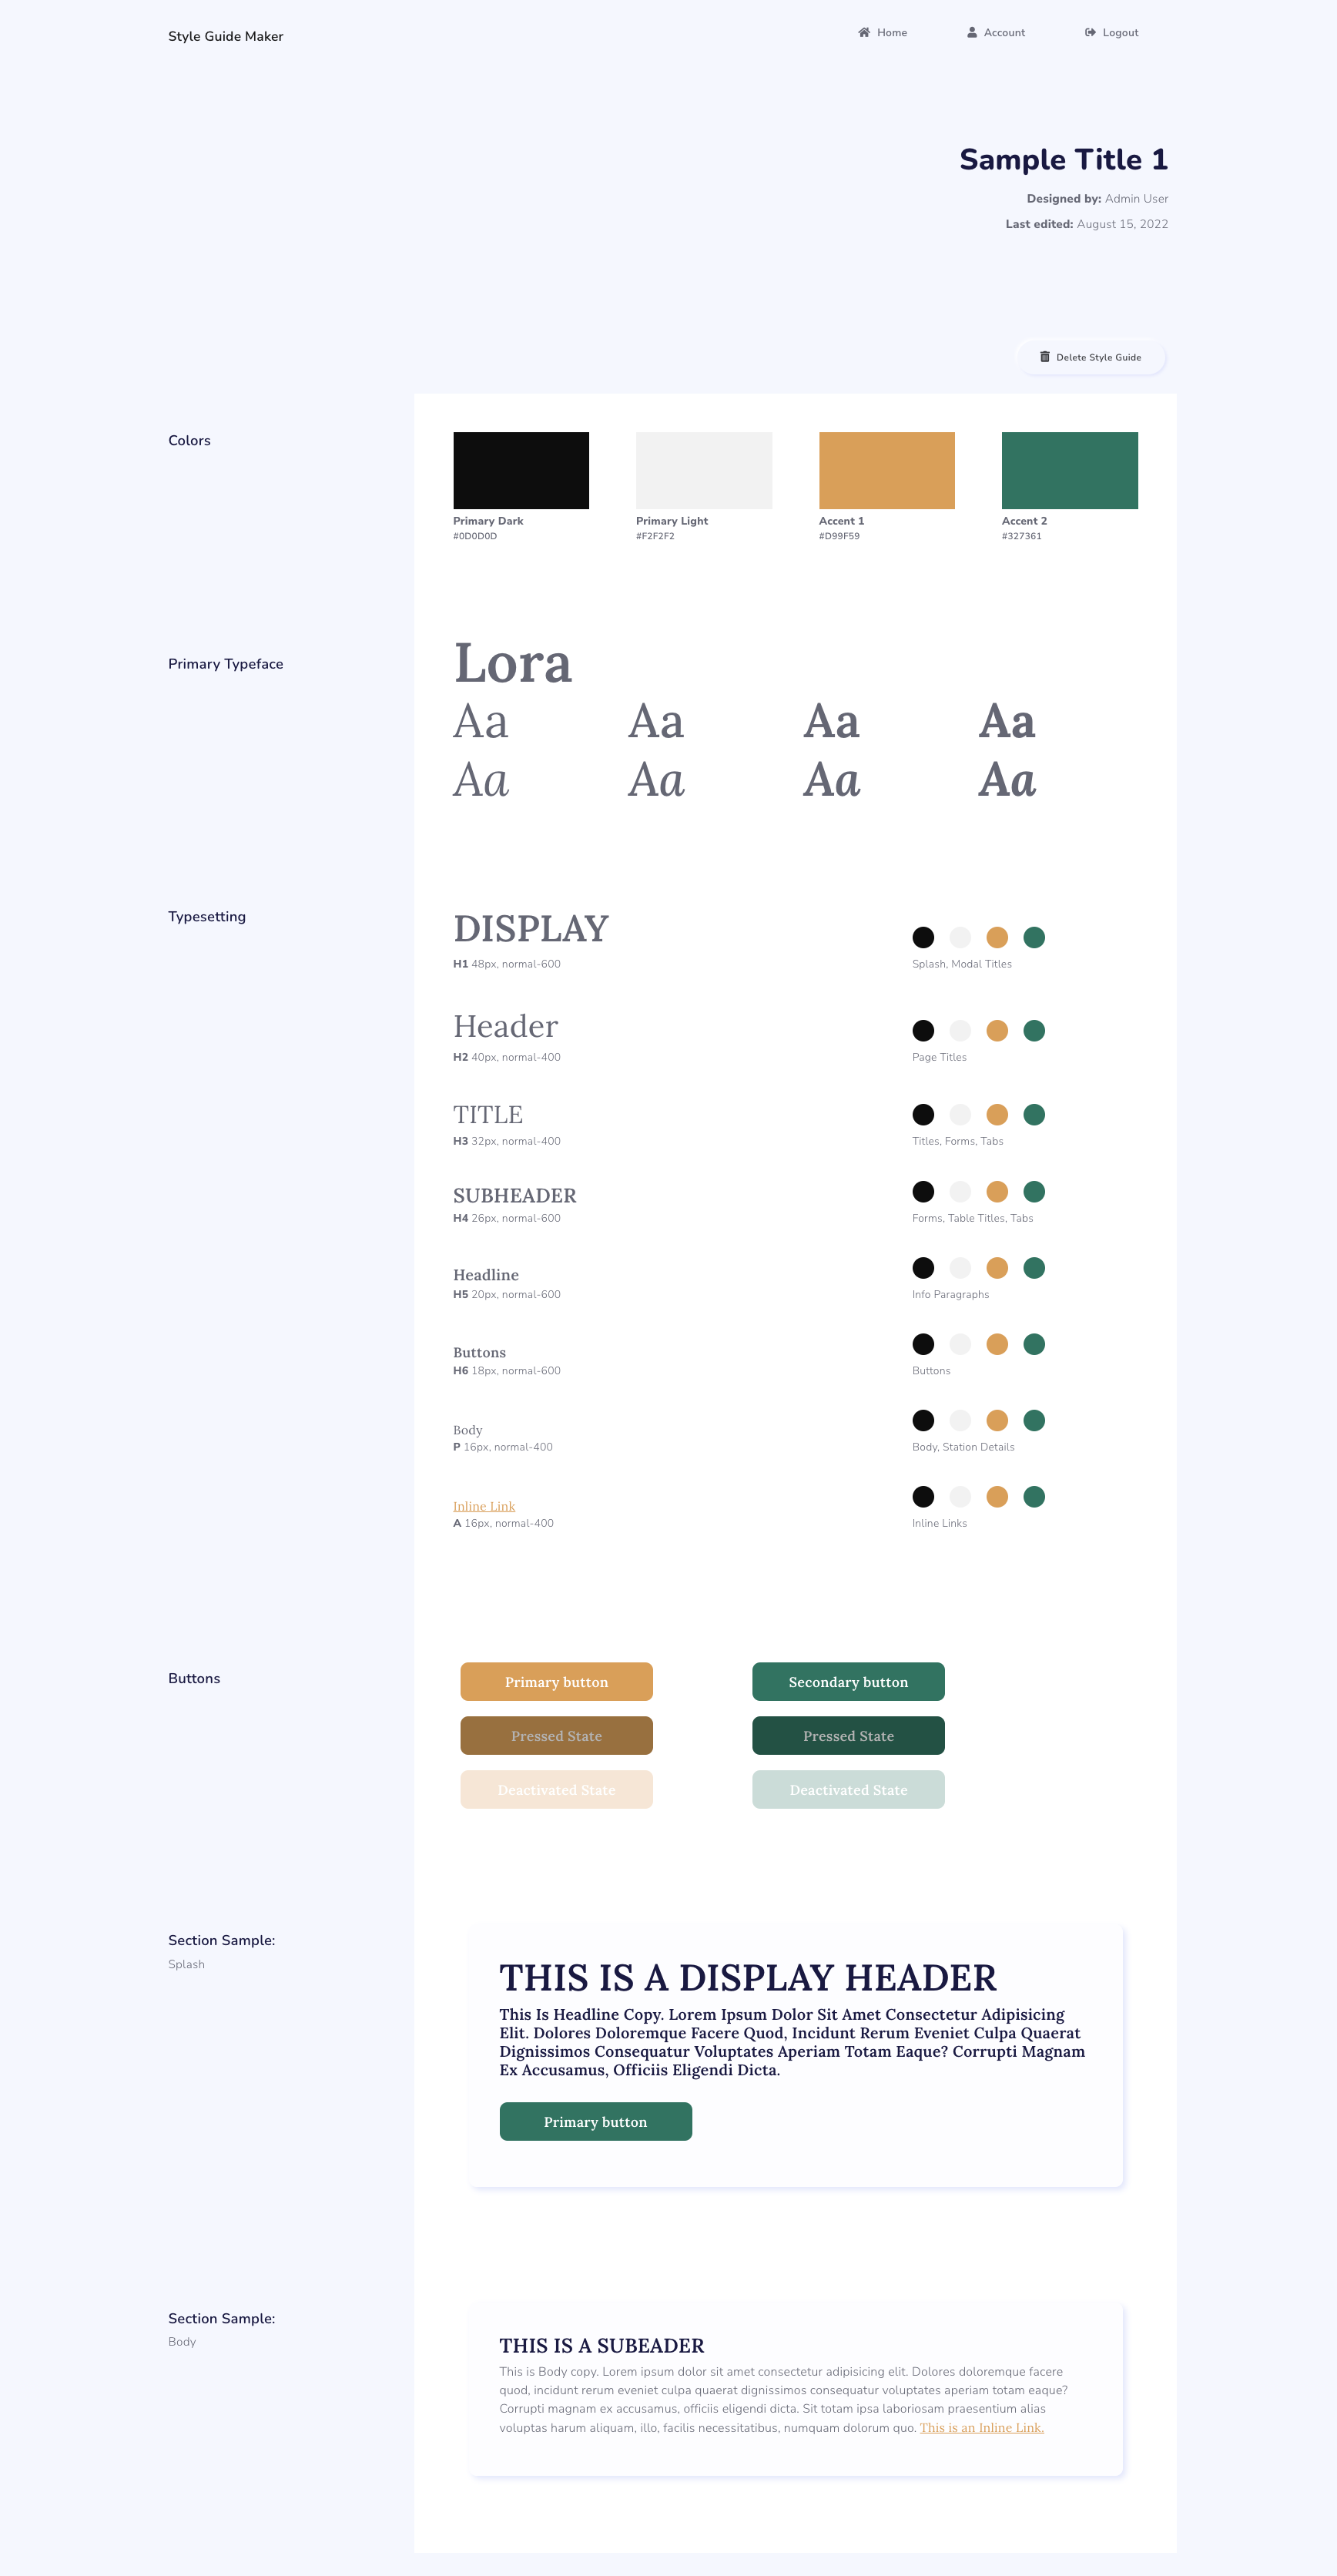 Style Guide Maker
Home
Account
Logout
Sample Title 1
Designed by: Admin User
Last edited: August 15, 2022
Delete Style Guide
Colors
Primary Dark
#0D0D0D
Primary Light
#F2F2F2
Accent 1
#D99F59
Accent 2
#327361
Primary Typeface
Lora
Aa Aa Aa Aa
Aa Aa Aa Aa
Typesetting
DISPLAY
H1 48px, normal-600
Splash, Modal Titles
Header
H2 40px, normal-400
Page Titles
TITLE
H3 32px, normal-400
Titles, Forms, Tabs
SUBHEADER
H4 26px, normal-600
Forms, Table Titles, Tabs
Headline
H5 20px, normal-600
Info Paragraphs
Buttons
H6 18px, normal-600
Buttons
Body
P 16px, normal-400
Body, Station Details
Inline Link
A 16px, normal-400
Inline Links
Buttons
Primary button
Secondary button
Pressed State
Pressed State
Deactivated State
Deactivated State
Section Sample:
Splash
THIS IS A DISPLAY HEADER
This Is Headline Copy. Lorem Ipsum Dolor Sit Amet Consectetur Adipisicing
Elit. Dolores Doloremque Facere Quod, Incidunt Rerum Eveniet Culpa Quaerat
Dignissimos Consequatur Voluptates Aperiam Totam Eaque? Corrupti Magnam
Ex Accusamus, Officiis Eligendi Dicta.
Primary button
Section Sample:
Body
THIS IS A SUBEADER
This is Body copy. Lorem ipsum dolor sit amet consectetur adipisicing elit. Dolores doloremque facere
quod, incidunt rerum eveniet culpa quaerat dignissimos consequatur voluptates aperiam totam eaque?
Corrupti magnam ex accusamus, officiis eligendi dicta. Sit totam ipsa laboriosam praesentium alias
voluptas harum aliquam, illo, facilis necessitatibus, numquam dolorum quo. This is an Inline Link.